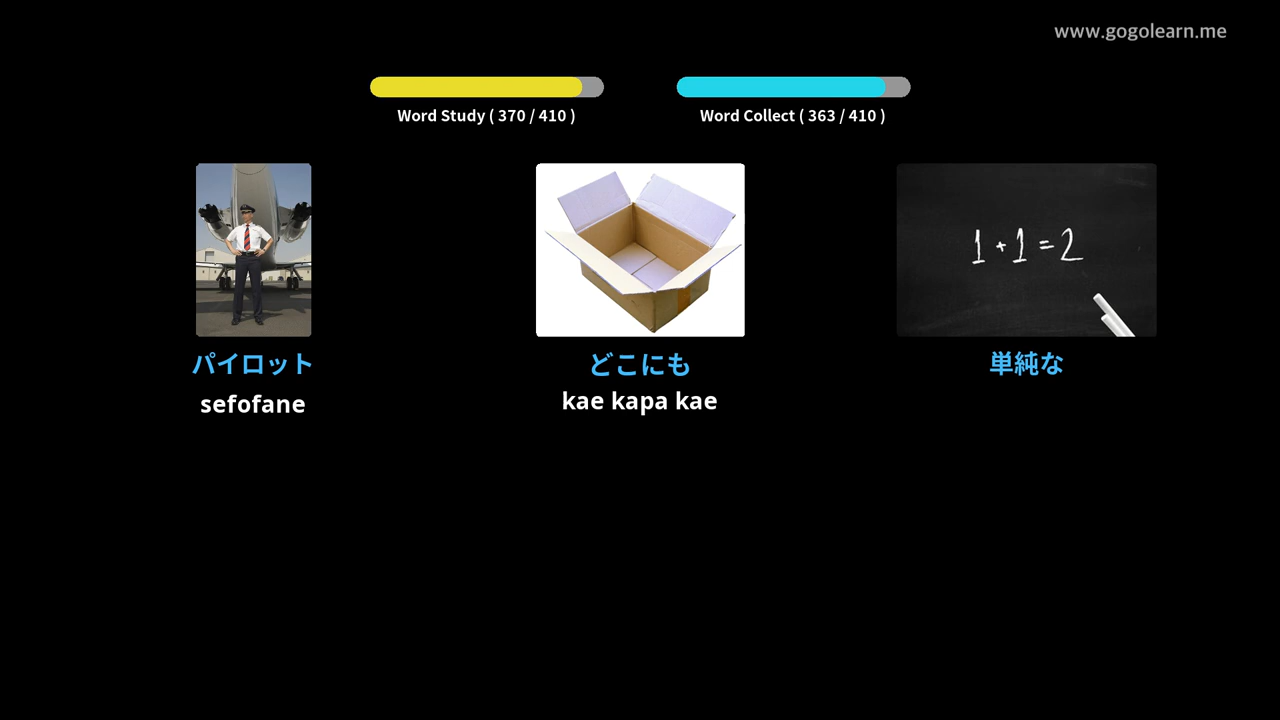 www.gogolearn.me
Word Study ( 370 / 410 )
Word Collect ( 363 / 410 )
1 + 1 = 2
パイロット
どこにも
単純な
sefofane
kae kapa kae